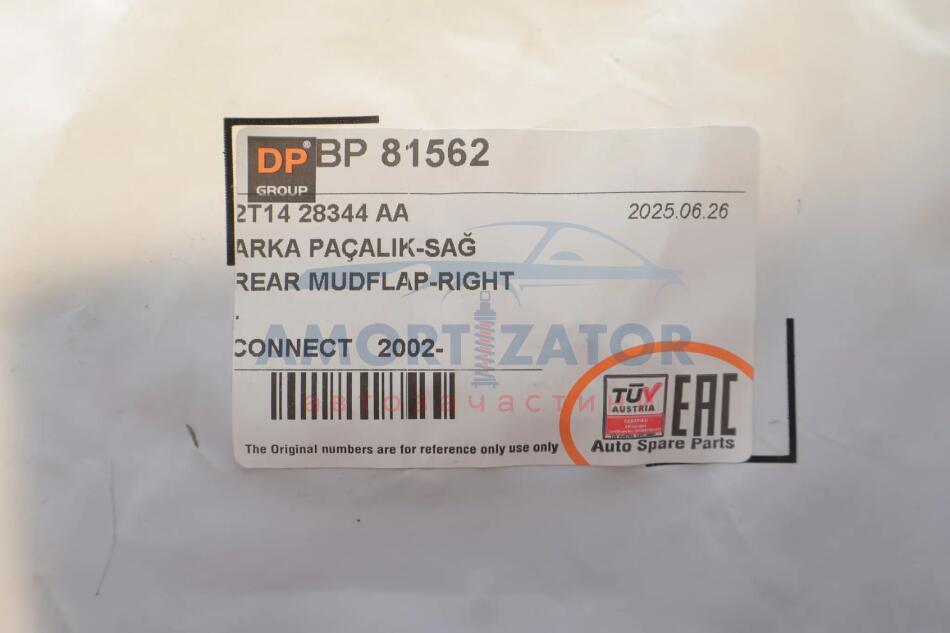 DP®
GROUP
BP 81562
2T14 28344 AA
2025.06.26
ARKA PAÇALIK-SAĞ
REAR MUDFLAP-RIGHT
.
AMORTIZATOR
CONNECT 2002-
автозапчастини
TÜV
AUSTRIA
EAC
Auto Spare Parts
The Original numbers are for reference only use only